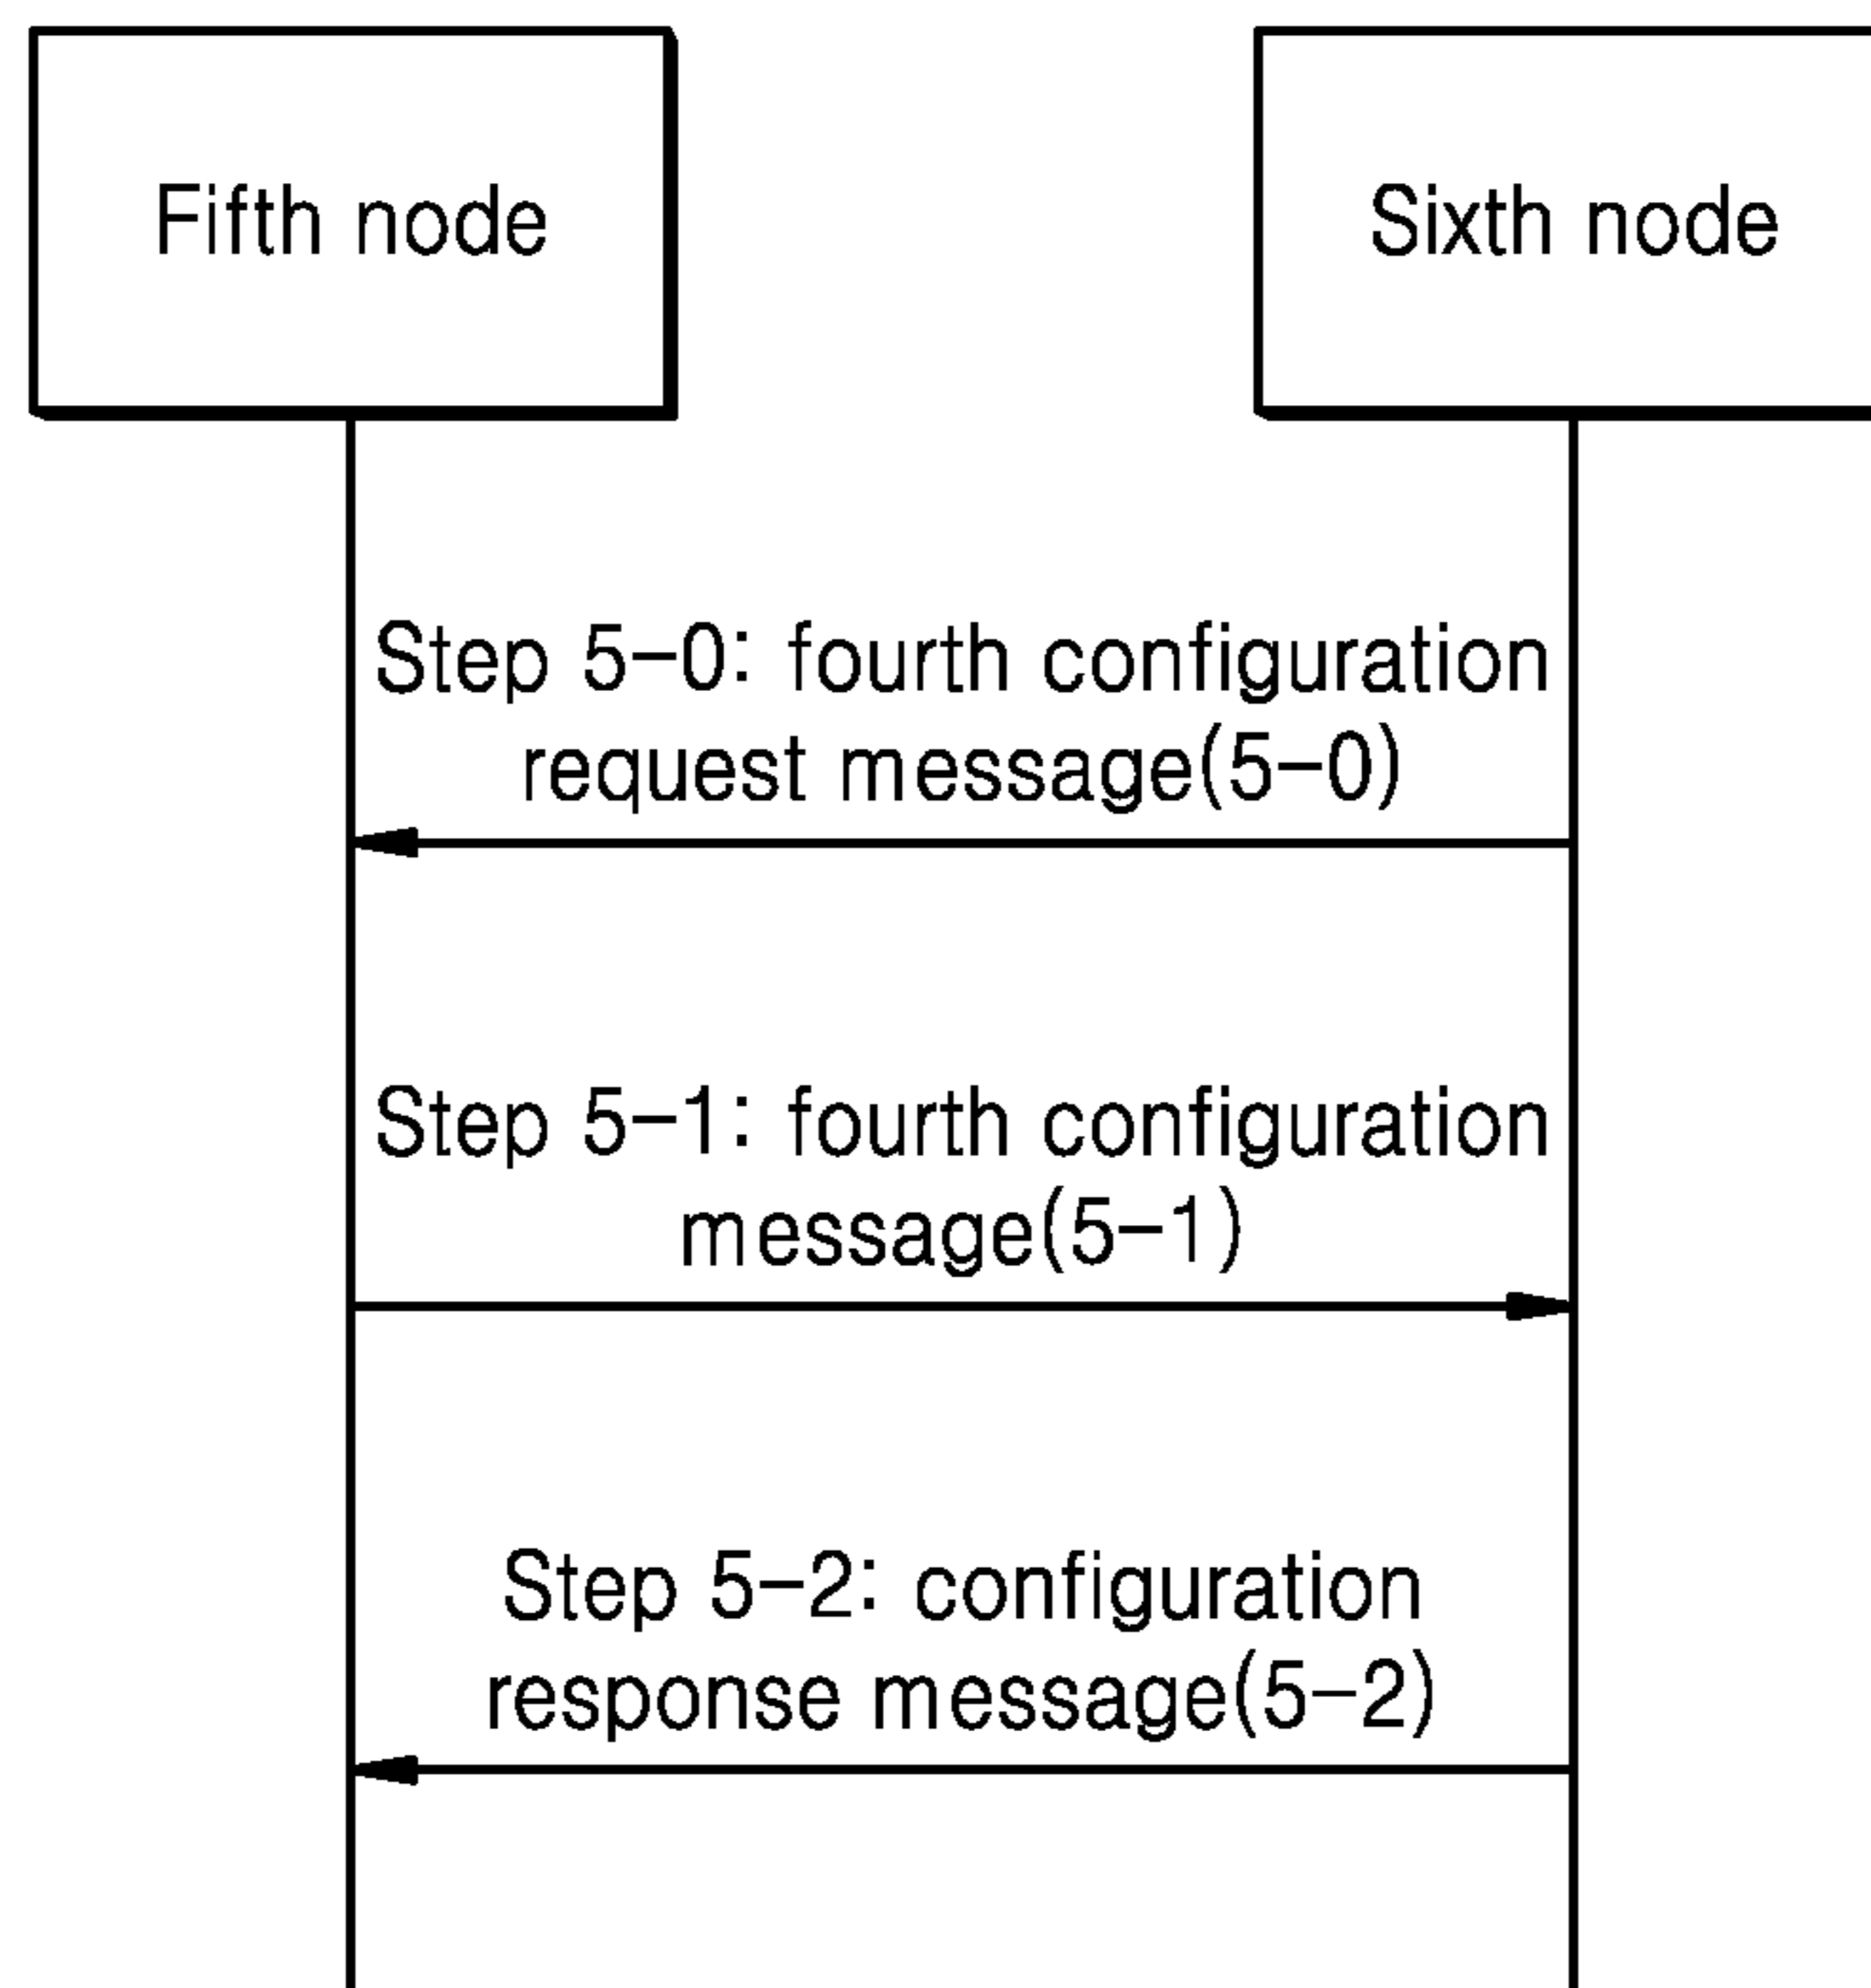 Fifth node
Sixth node
Step 5-0: fourth configuration
request message(5-0)
Step 5-1: fourth configuration
message(5-1)
Step 5-2: configuration
response message(5-2)